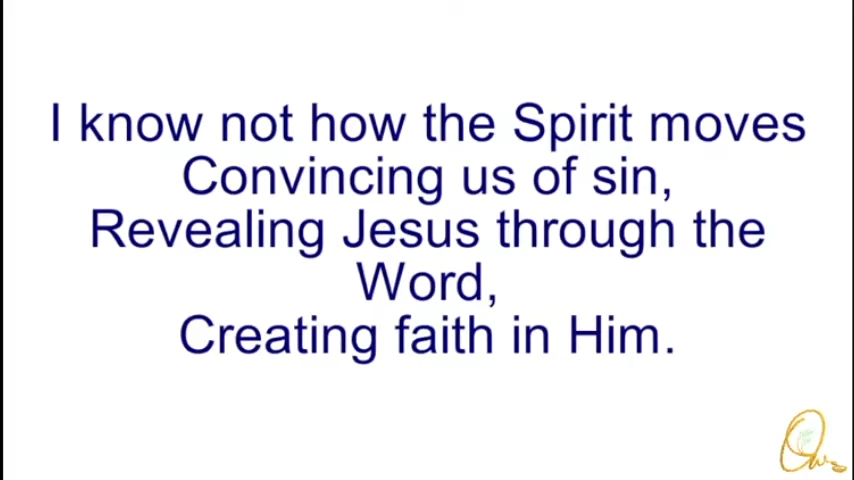 I know not how the Spirit moves
Convincing us of sin,
Revealing Jesus through the
Word,
Creating faith in Him.